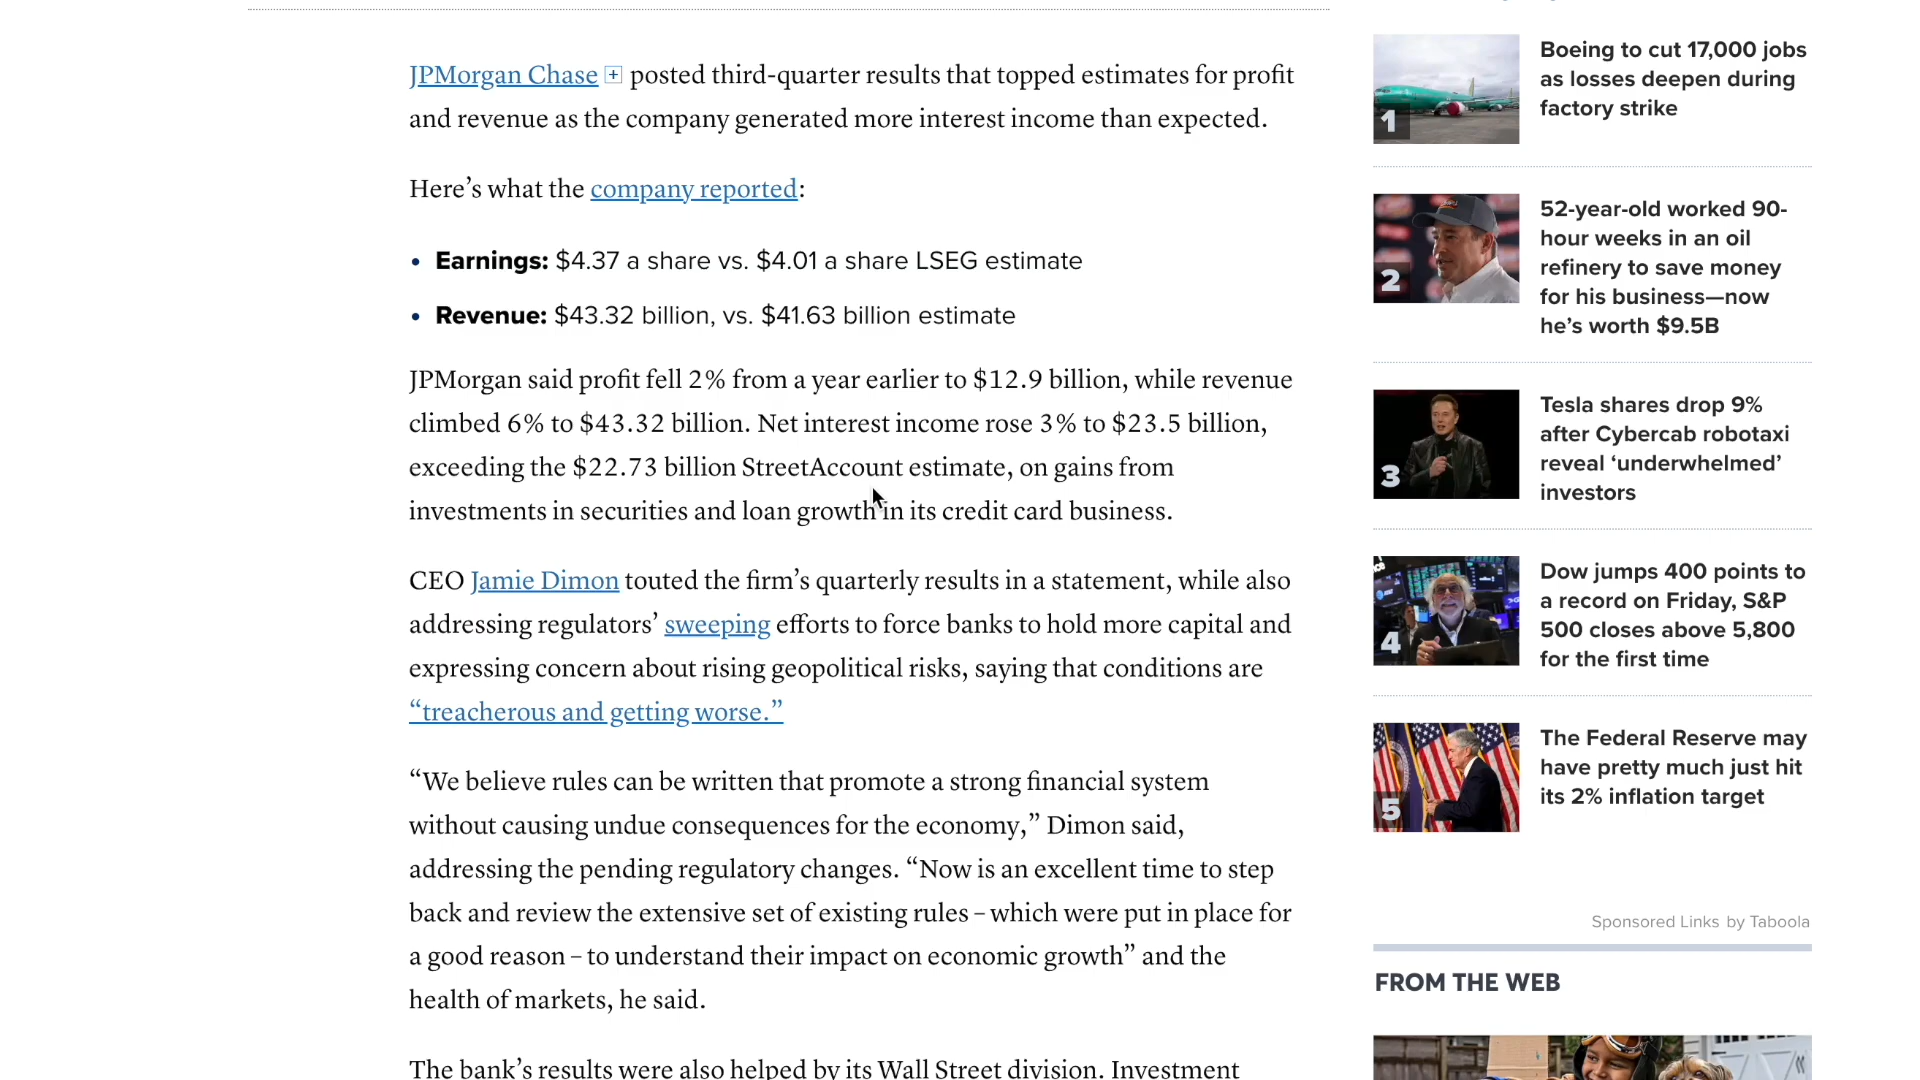 JPMorgan Chase + posted third-quarter results that topped estimates for profit
and revenue as the company generated more interest income than expected.
Here’s what the company reported:
• Earnings: $4.37 a share vs. $4.01 a share LSEG estimate
• Revenue: $43.32 billion, vs. $41.63 billion estimate
JPMorgan said profit fell 2% from a year earlier to $12.9 billion, while revenue
climbed 6% to $43.32 billion. Net interest income rose 3% to $23.5 billion,
exceeding the $22.73 billion StreetAccount estimate, on gains from
investments in securities and loan growth in its credit card business.
CEO Jamie Dimon touted the firm’s quarterly results in a statement, while also
addressing regulators’ sweeping efforts to force banks to hold more capital and
expressing concern about rising geopolitical risks, saying that conditions are
“treacherous and getting worse.”
“We believe rules can be written that promote a strong financial system
without causing undue consequences for the economy,” Dimon said,
addressing the pending regulatory changes. “Now is an excellent time to step
back and review the extensive set of existing rules – which were put in place for
a good reason – to understand their impact on economic growth” and the
health of markets, he said.
The bank’s results were also helped by its Wall Street division. Investment
1
Boeing to cut 17,000 jobs
as losses deepen during
factory strike
2
52-year-old worked 90-
hour weeks in an oil
refinery to save money
for his business—now
he’s worth $9.5B
3
Tesla shares drop 9%
after Cybercab robotaxi
reveal ‘underwhelmed’
investors
4
Dow jumps 400 points to
a record on Friday, S&P
500 closes above 5,800
for the first time
5
The Federal Reserve may
have pretty much just hit
its 2% inflation target
Sponsored Links by Taboola
FROM THE WEB